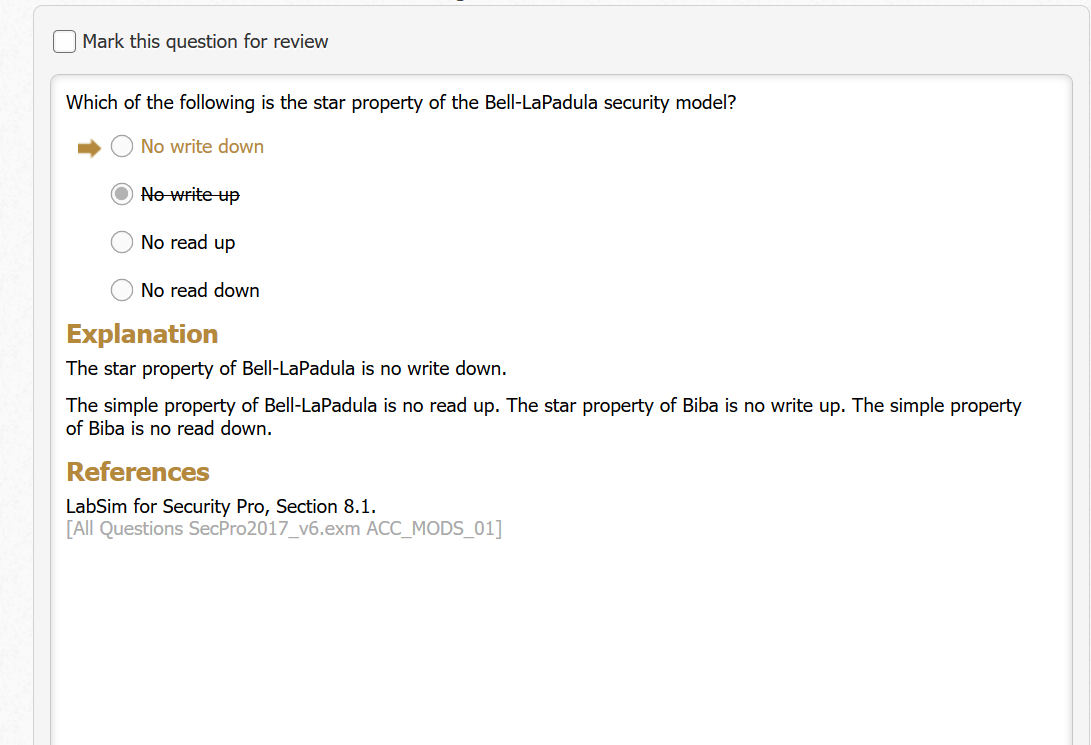 Mark this question for review
Which of the following is the star property of the Bell-LaPadula security model?
No write down
No write up
No read up
No read down
Explanation
The star property of Bell-LaPadula is no write down.
The simple property of Bell-LaPadula is no read up. The star property of Biba is no write up. The simple property
of Biba is no read down.
References
LabSim for Security Pro, Section 8.1.
[All Questions SecPro2017_v6.exm ACC_MODS_01]